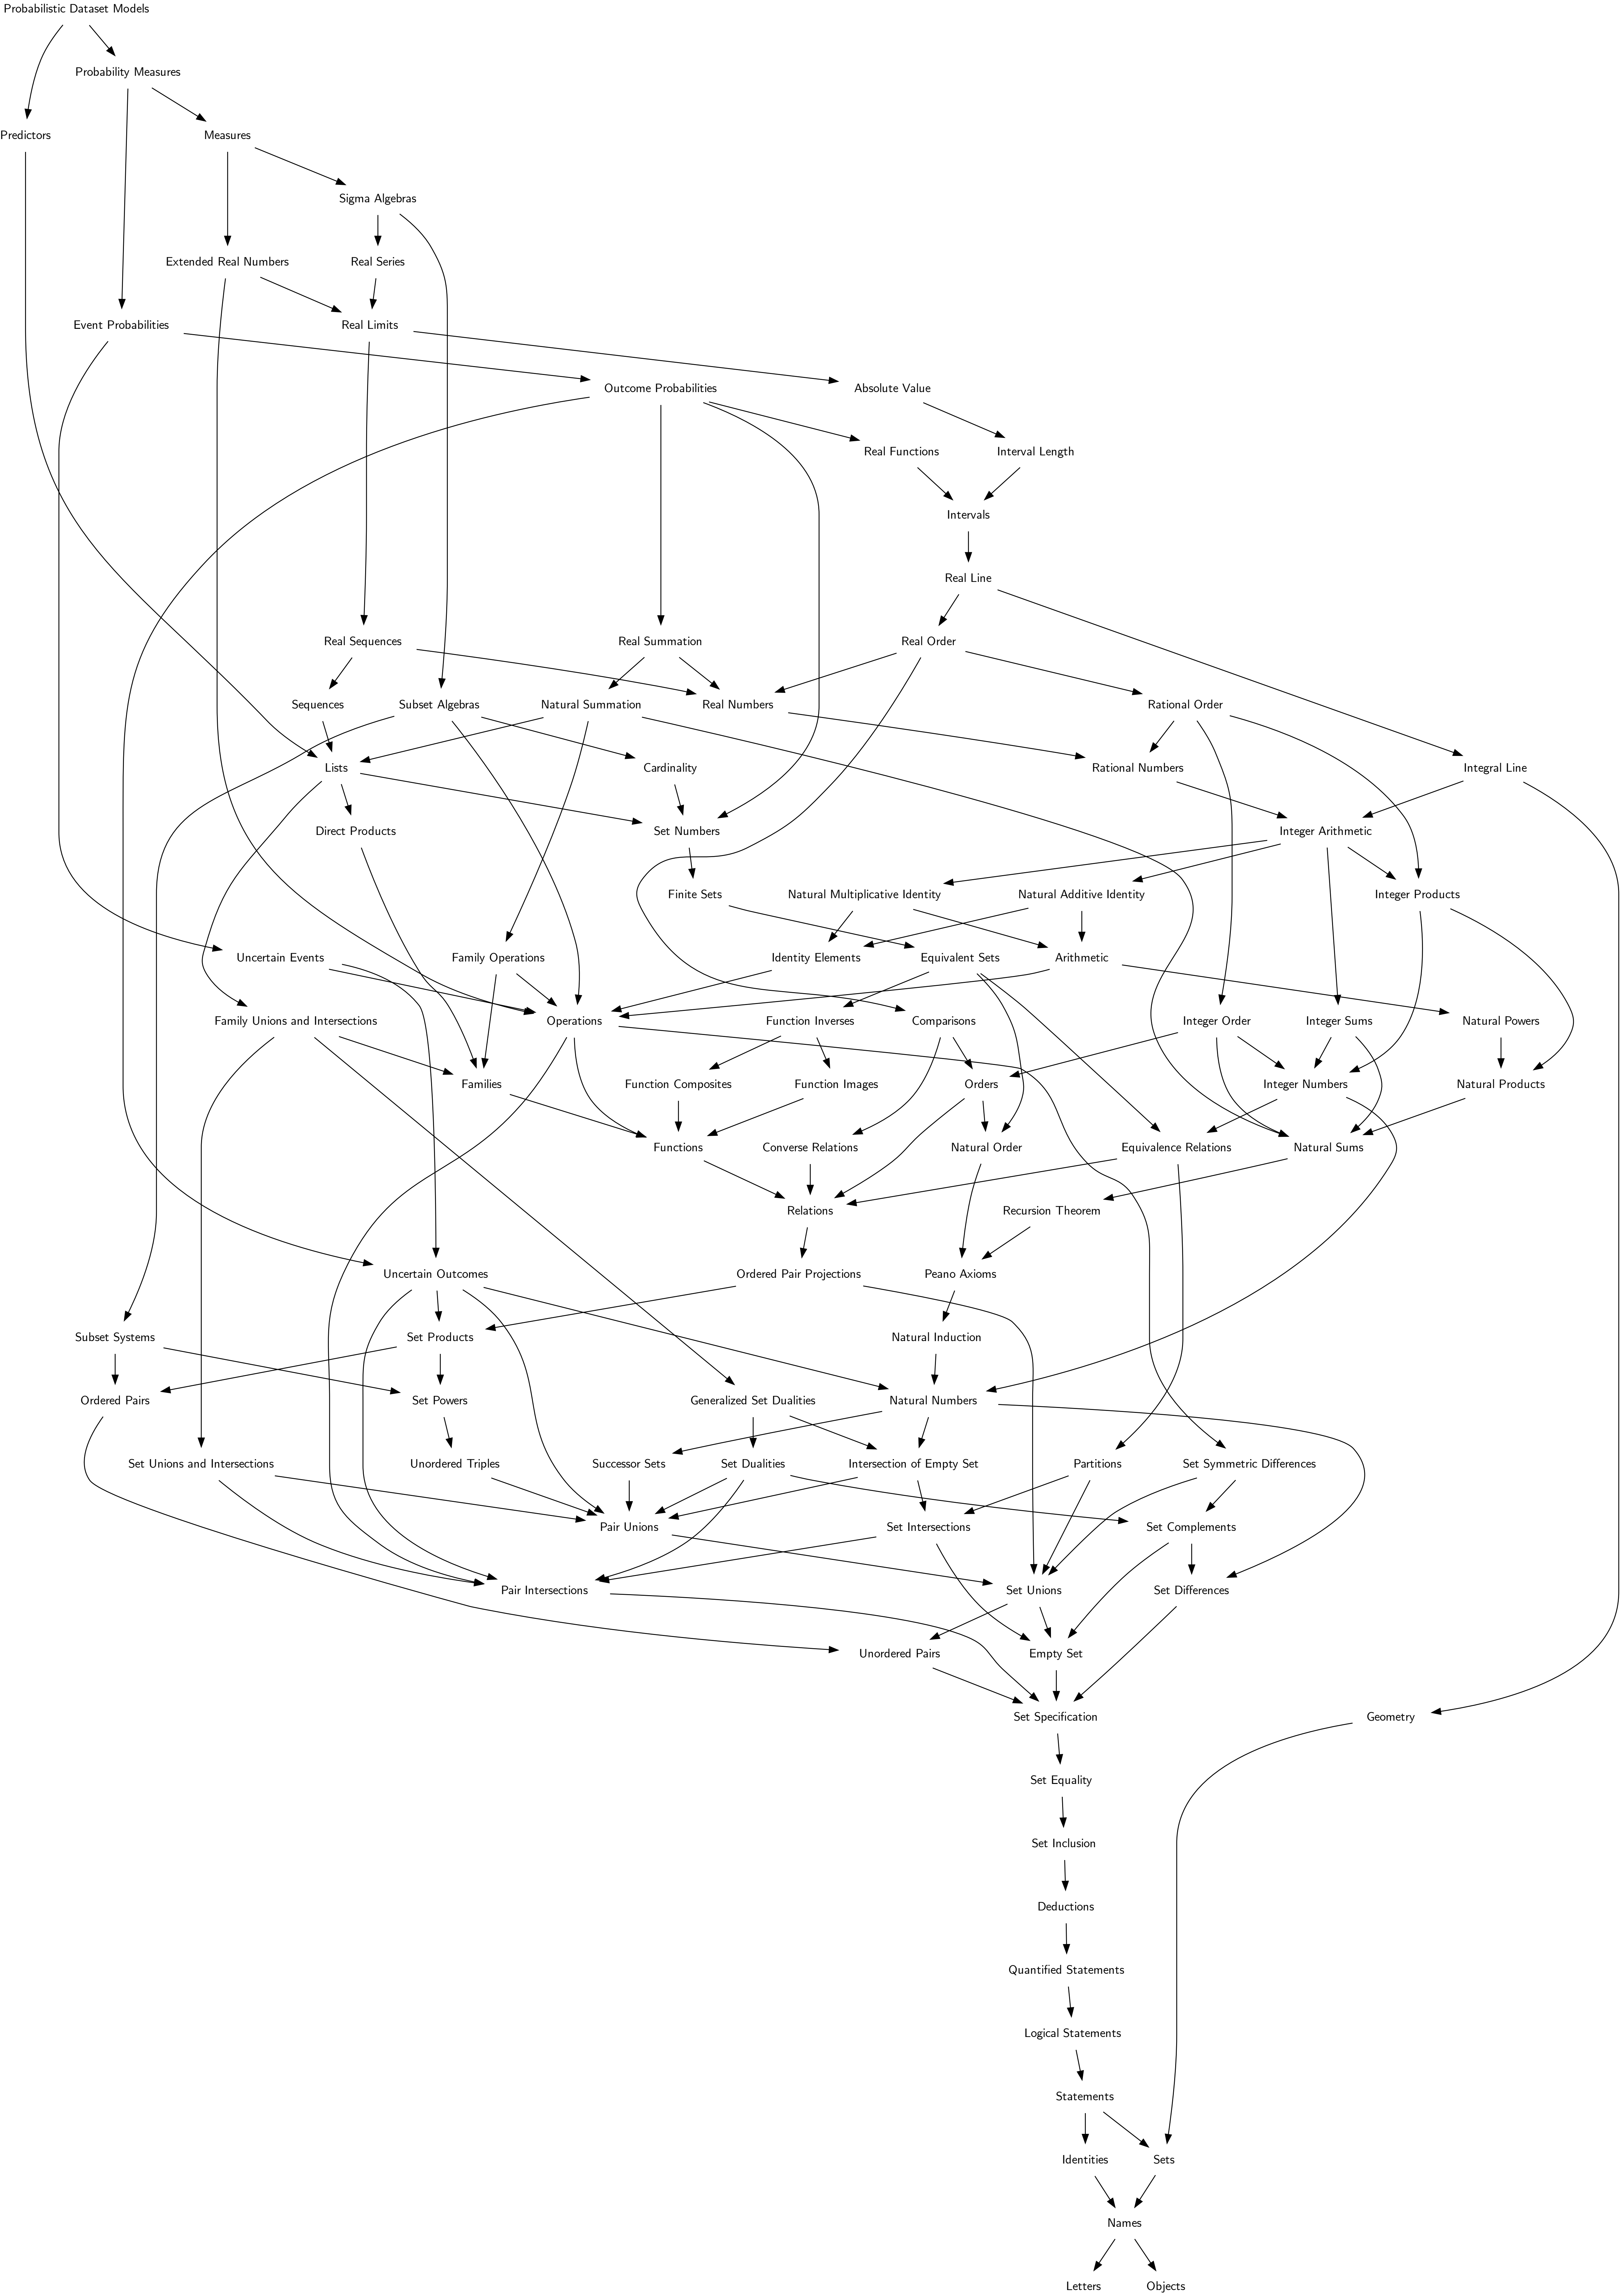 Probabilistic Dataset Models
Probability Measures
Predictors
Measures
Sigma Algebras
Extended Real Numbers
Real Series
Event Probabilities
Real Limits
Outcome Probabilities
Absolute Value
Real Functions
Interval Length
Intervals
Real Line
Real Sequences
Real Summation
Real Order
Sequences
Subset Algebras
Natural Summation
Real Numbers
Rational Order
Lists
Cardinality
Rational Numbers
Integral Line
Direct Products
Set Numbers
Integer Arithmetic
Finite Sets
Natural Multiplicative Identity
Natural Additive Identity
Integer Products
Uncertain Events
Family Operations
Identity Elements
Equivalent Sets
Arithmetic
Family Unions and Intersections
Operations
Function Inverses
Comparisons
Integer Order
Integer Sums
Natural Powers
Families
Function Composites
Function Images
Orders
Integer Numbers
Natural Products
Functions
Converse Relations
Natural Order
Equivalence Relations
Natural Sums
Relations
Recursion Theorem
Uncertain Outcomes
Ordered Pair Projections
Peano Axioms
Subset Systems
Set Products
Natural Induction
Ordered Pairs
Set Powers
Generalized Set Dualities
Natural Numbers
Set Unions and Intersections
Unordered Triples
Successor Sets
Set Dualities
Intersection of Empty Set
Partitions
Set Symmetric Differences
Pair Unions
Set Intersections
Set Complements
Pair Intersections
Set Unions
Set Differences
Unordered Pairs
Empty Set
Set Specification
Geometry
Set Equality
Set Inclusion
Deductions
Quantified Statements
Logical Statements
Statements
Identities
Sets
Names
Letters
Objects